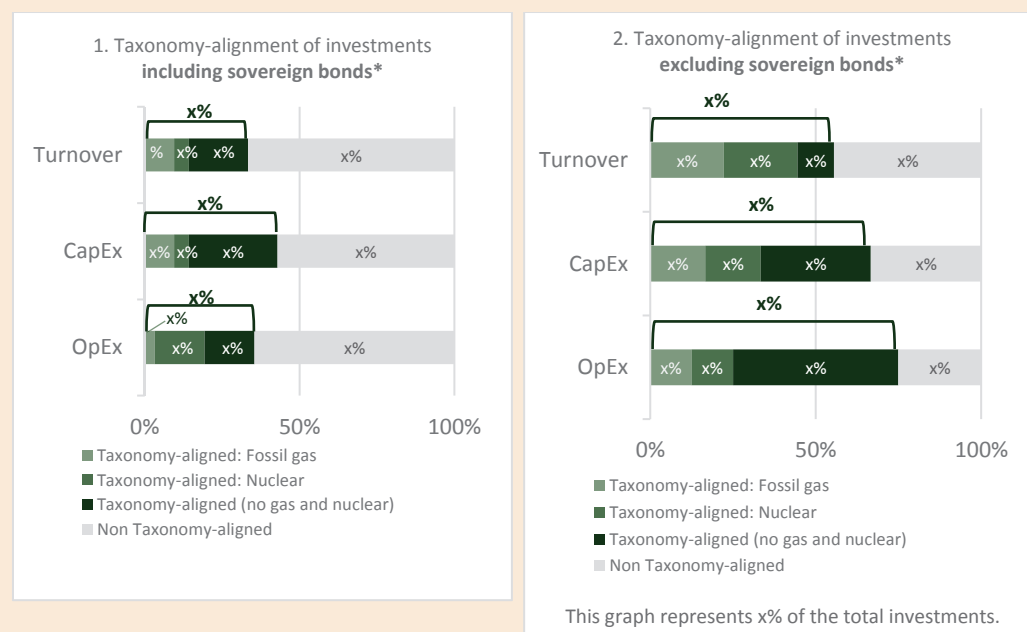 1. Taxonomy-alignment of investments
including sovereign bonds*
x%
Turnover
% x% x% x%
x%
CapEx
x% x% x% x%
x%
x%
OpEx
x% x% x%
0% 50% 100%
Taxonomy-aligned: Fossil gas
Taxonomy-aligned: Nuclear
Taxonomy-aligned (no gas and nuclear)
Non Taxonomy-aligned
2. Taxonomy-alignment of investments
excluding sovereign bonds*
x%
Turnover
x% x% x% x%
x%
CapEx
x% x% x% x%
x%
OpEx
x% x% x% x%
0% 50% 100%
Taxonomy-aligned: Fossil gas
Taxonomy-aligned: Nuclear
Taxonomy-aligned (no gas and nuclear)
Non Taxonomy-aligned
This graph represents x% of the total investments.